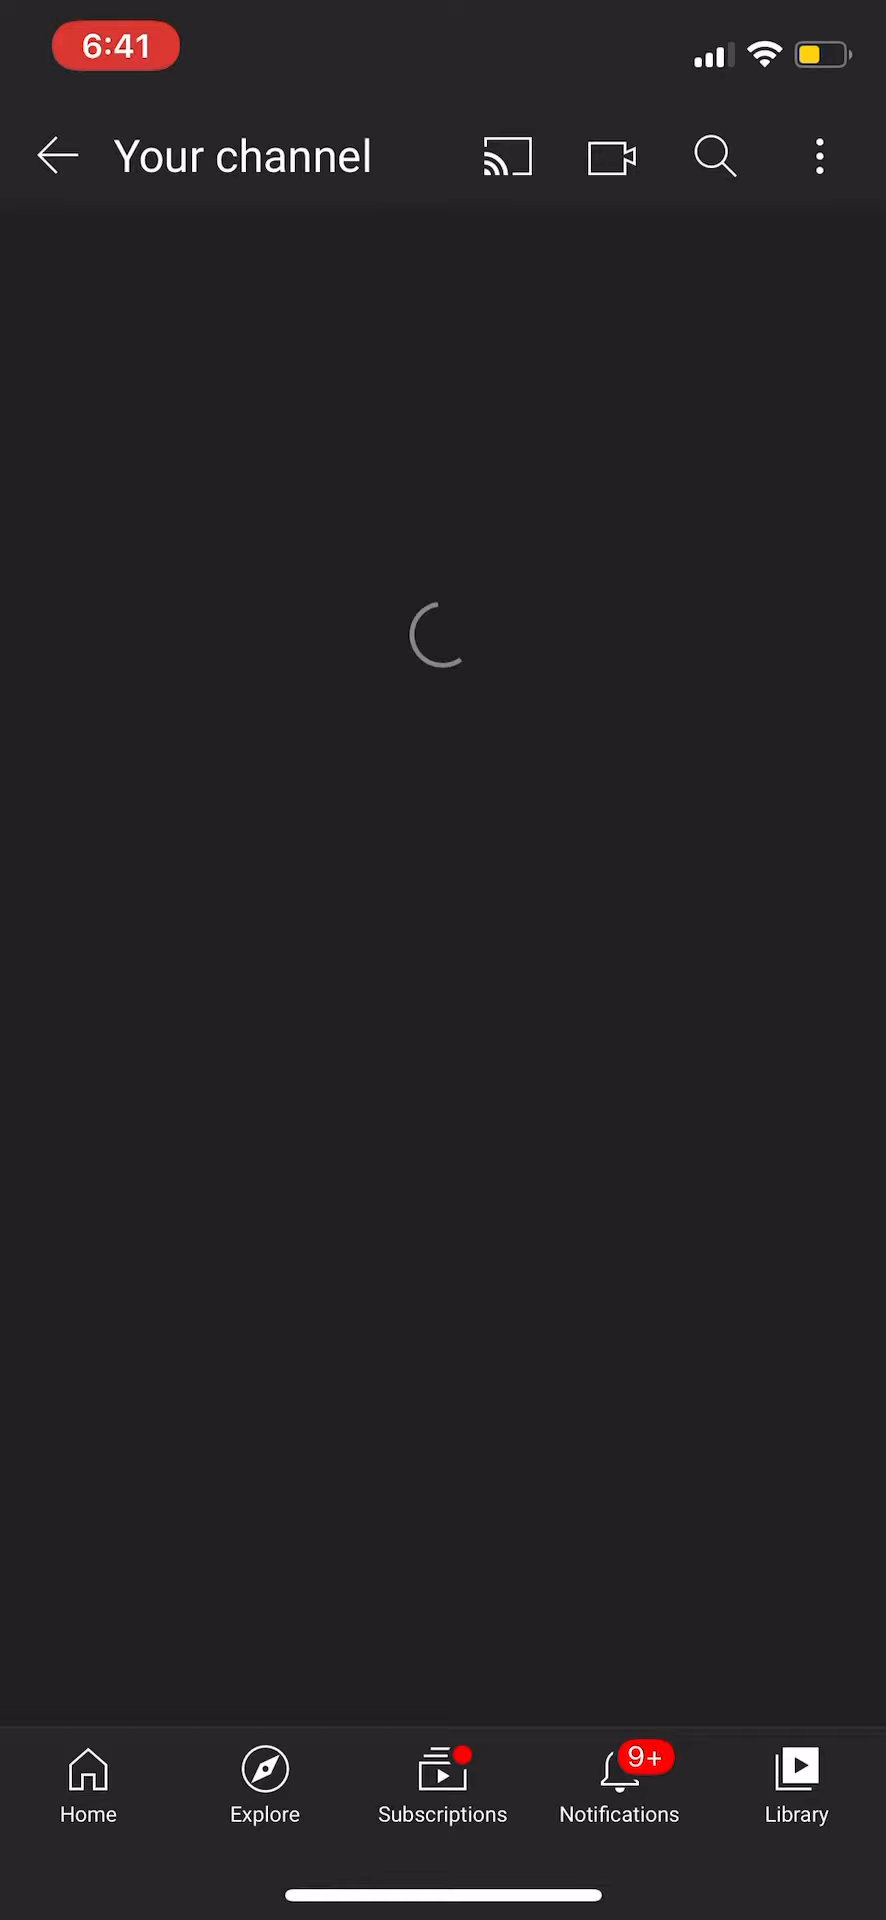 6:41
Your channel
9+
Home
Explore
Subscriptions
Notifications
Library